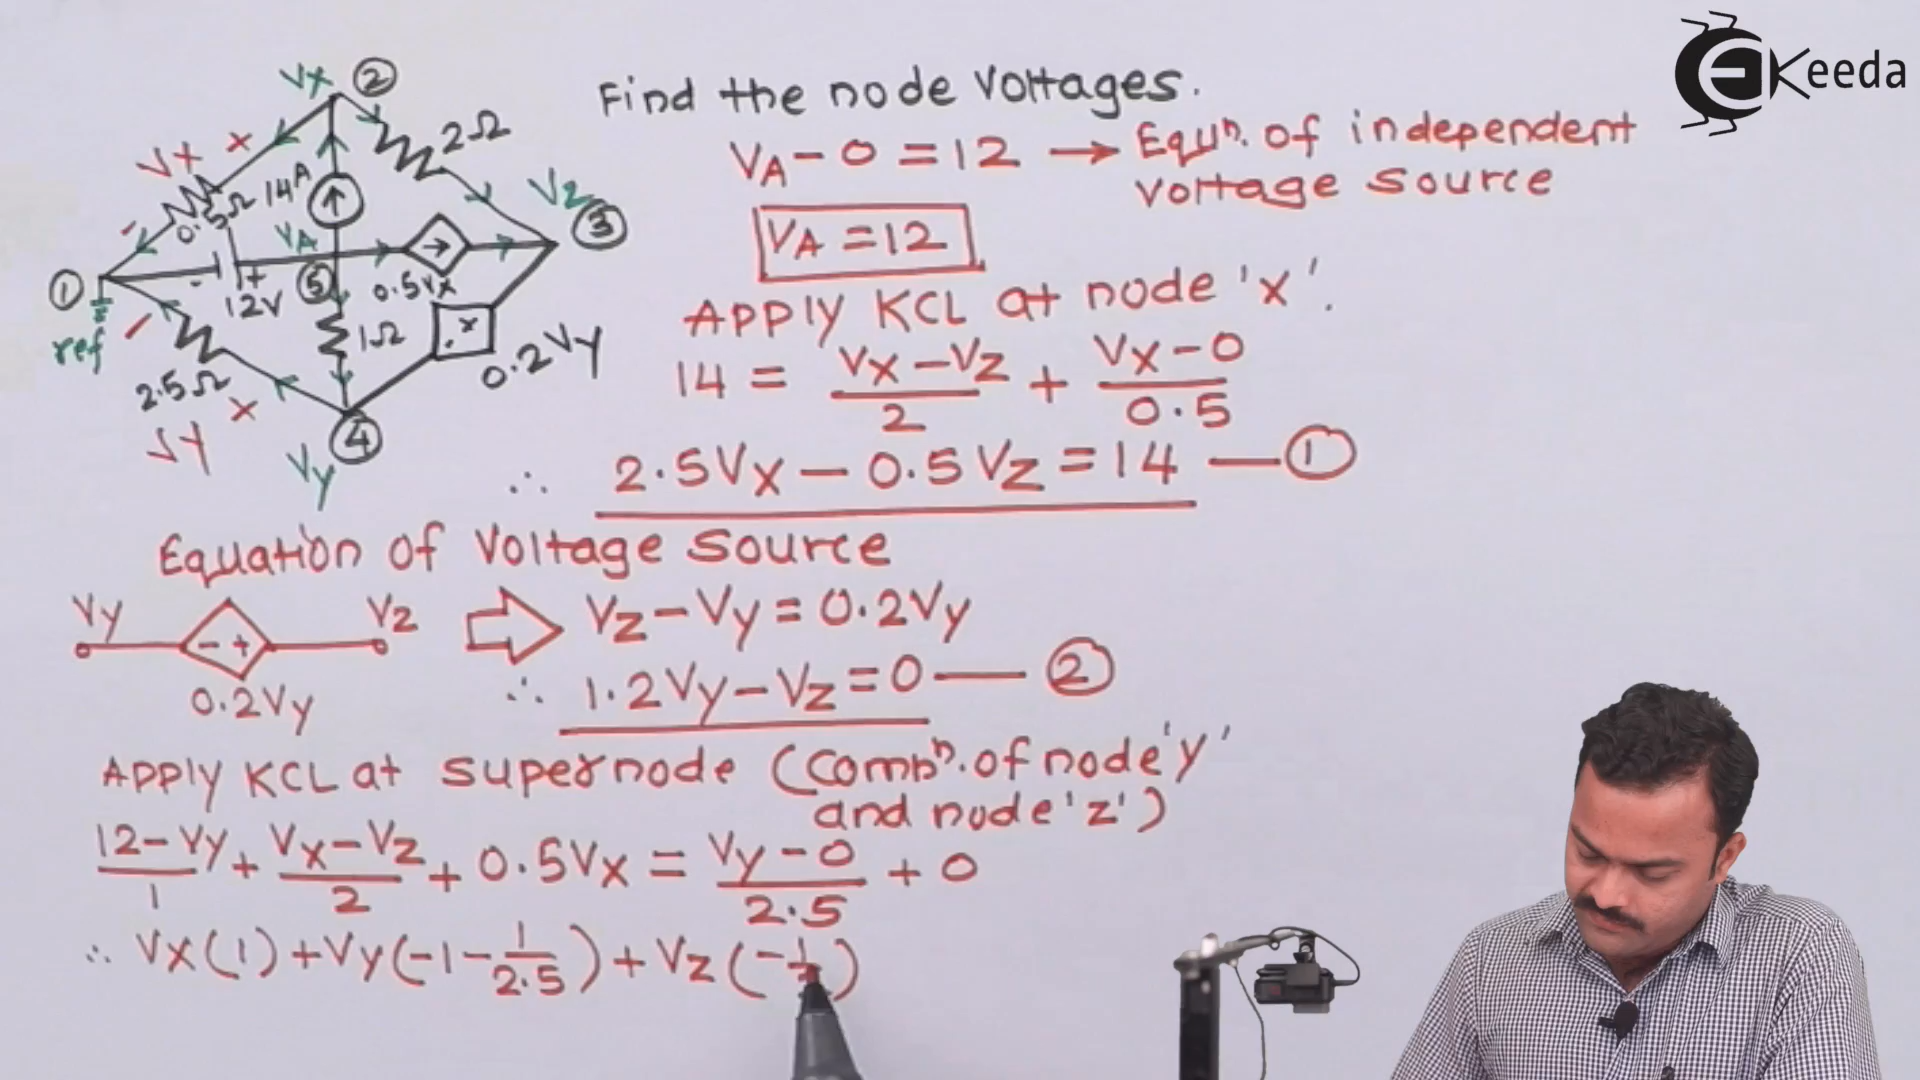 Vx ②
Find the node voltages.
EKeeda
Vx
x
2Ω
0.5Ω
14A
VA
Vz
③
VA - 0 = 12 → Equⁿ. of independent
voltage source
VA = 12
①
ref
- +
12V
⑤
0.5Vx
1Ω
0.2Vy
2.5Ω
x
Vy
④
Vy
Apply KCL at node 'x'.
14 = (Vx - Vz)/2 + (Vx - 0)/0.5
∴ 2.5Vx - 0.5Vz = 14 — ①
Equation of voltage source
Vy Vz
- +
0.2Vy
⇒ Vz - Vy = 0.2Vy
∴ 1.2Vy - Vz = 0 — ②
Apply KCL at supernode (combⁿ. of node 'y'
and node 'z')
(12 - Vy)/1 + (Vx - Vz)/2 + 0.5Vx = (Vy - 0)/2.5 + 0
∴ Vx(1) + Vy(-1 - 1/2.5) + Vz(-1/